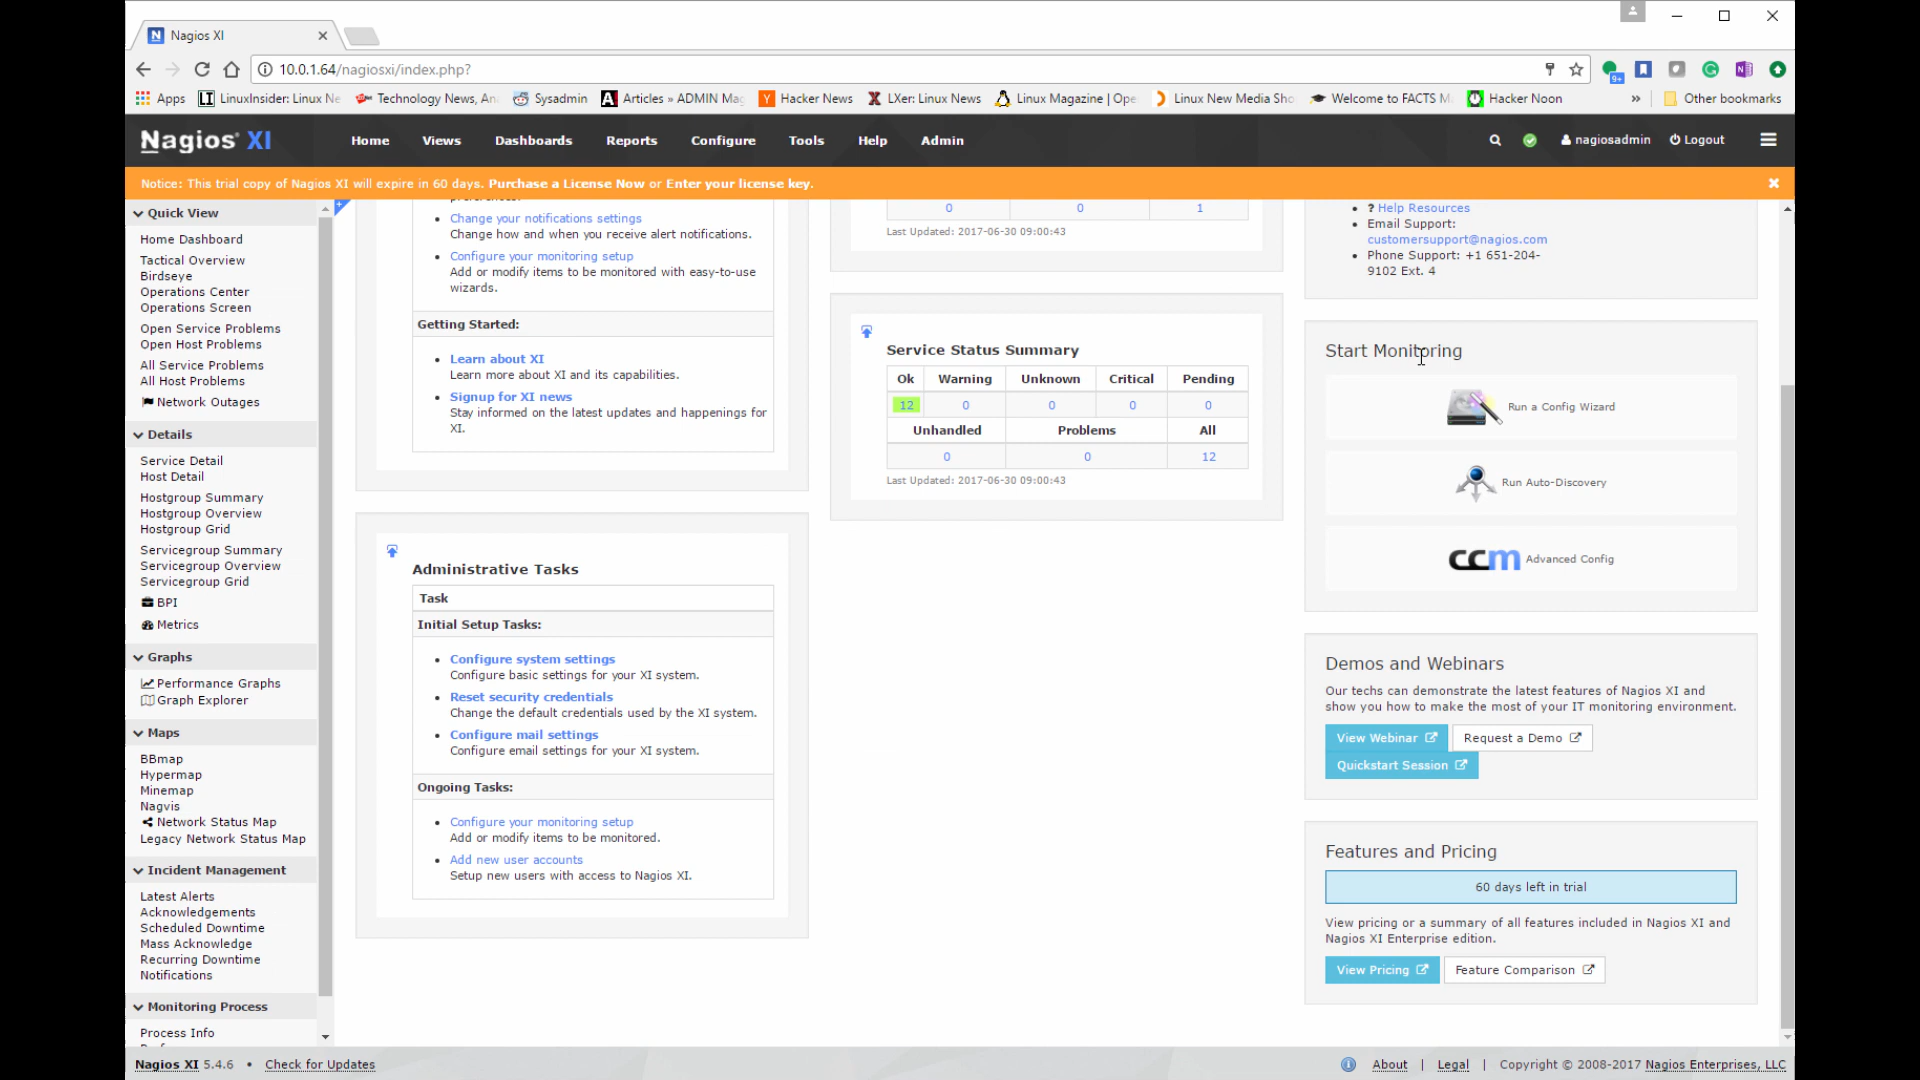 Nagios XI
10.0.1.64/nagiosxi/index.php?
9+
Apps
LinuxInsider: Linux Ne
Technology News, An
Sysadmin
Articles » ADMIN Mag
Hacker News
LXer: Linux News
Linux Magazine | Ope
Linux New Media Sho
Welcome to FACTS M
Hacker Noon
»
Other bookmarks
Nagios® XI
Home
Views
Dashboards
Reports
Configure
Tools
Help
Admin
nagiosadmin
Logout
Notice: This trial copy of Nagios XI will expire in 60 days. Purchase a License Now or Enter your license key.
Quick View
Home Dashboard
Tactical Overview
Birdseye
Operations Center
Operations Screen
Open Service Problems
Open Host Problems
All Service Problems
All Host Problems
Network Outages
Details
Service Detail
Host Detail
Hostgroup Summary
Hostgroup Overview
Hostgroup Grid
Servicegroup Summary
Servicegroup Overview
Servicegroup Grid
BPI
Metrics
Graphs
Performance Graphs
Graph Explorer
Maps
BBmap
Hypermap
Minemap
Nagvis
Network Status Map
Legacy Network Status Map
Incident Management
Latest Alerts
Acknowledgements
Scheduled Downtime
Mass Acknowledge
Recurring Downtime
Notifications
Monitoring Process
Process Info
• Change your notifications settings
Change how and when you receive alert notifications.
• Configure your monitoring setup
Add or modify items to be monitored with easy-to-use
wizards.
Getting Started:
• Learn about XI
Learn more about XI and its capabilities.
• Signup for XI news
Stay informed on the latest updates and happenings for
XI.
Administrative Tasks
Task
Initial Setup Tasks:
• Configure system settings
Configure basic settings for your XI system.
• Reset security credentials
Change the default credentials used by the XI system.
• Configure mail settings
Configure email settings for your XI system.
Ongoing Tasks:
• Configure your monitoring setup
Add or modify items to be monitored.
• Add new user accounts
Setup new users with access to Nagios XI.
0 0 1
Last Updated: 2017-06-30 09:00:43
Service Status Summary
Ok Warning Unknown Critical Pending
12 0 0 0 0
Unhandled Problems All
0 0 12
Last Updated: 2017-06-30 09:00:43
• ? Help Resources
• Email Support:
customersupport@nagios.com
• Phone Support: +1 651-204-
9102 Ext. 4
Start Monitoring
Run a Config Wizard
Run Auto-Discovery
ccm Advanced Config
Demos and Webinars
Our techs can demonstrate the latest features of Nagios XI and
show you how to make the most of your IT monitoring environment.
View Webinar
Request a Demo
Quickstart Session
Features and Pricing
60 days left in trial
View pricing or a summary of all features included in Nagios XI and
Nagios XI Enterprise edition.
View Pricing
Feature Comparison
Nagios XI 5.4.6 • Check for Updates
About | Legal | Copyright © 2008-2017 Nagios Enterprises, LLC